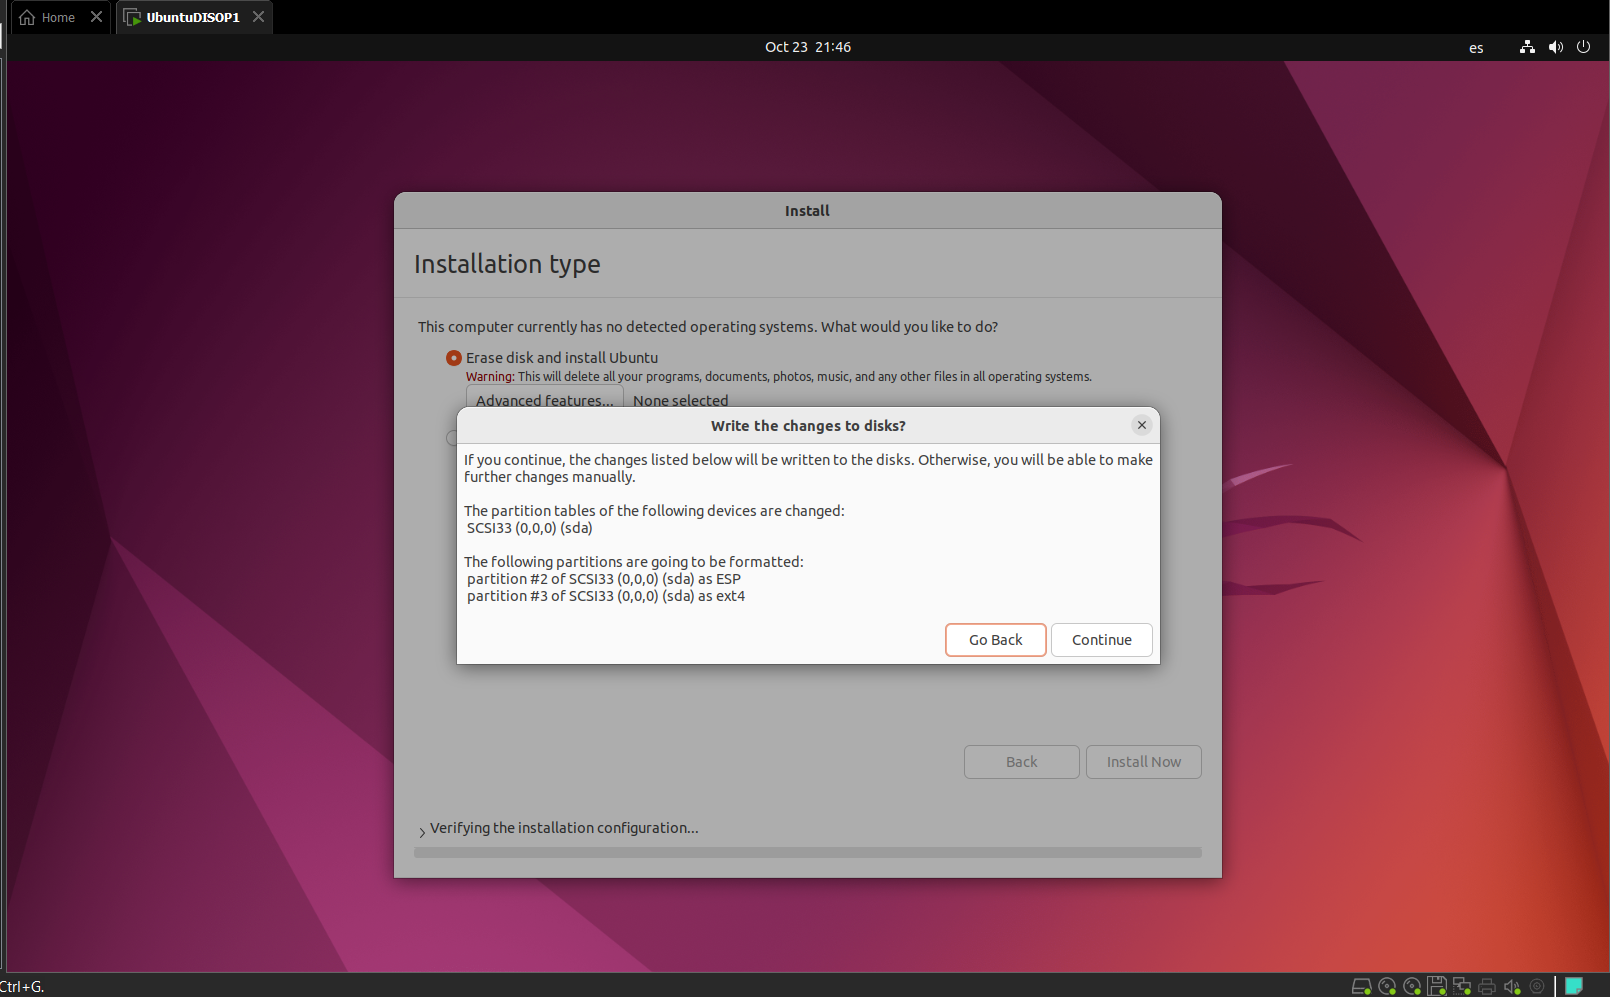 Home
UbuntuDISOP1
Oct 23 21:46
es
Install
Installation type
This computer currently has no detected operating systems. What would you like to do?
Erase disk and install Ubuntu
Warning: This will delete all your programs, documents, photos, music, and any other files in all operating systems.
Advanced features... None selected
Write the changes to disks?
If you continue, the changes listed below will be written to the disks. Otherwise, you will be able to make
further changes manually.
The partition tables of the following devices are changed:
SCSI33 (0,0,0) (sda)
The following partitions are going to be formatted:
partition #2 of SCSI33 (0,0,0) (sda) as ESP
partition #3 of SCSI33 (0,0,0) (sda) as ext4
Go Back
Continue
Back
Install Now
Verifying the installation configuration...
Ctrl+G.